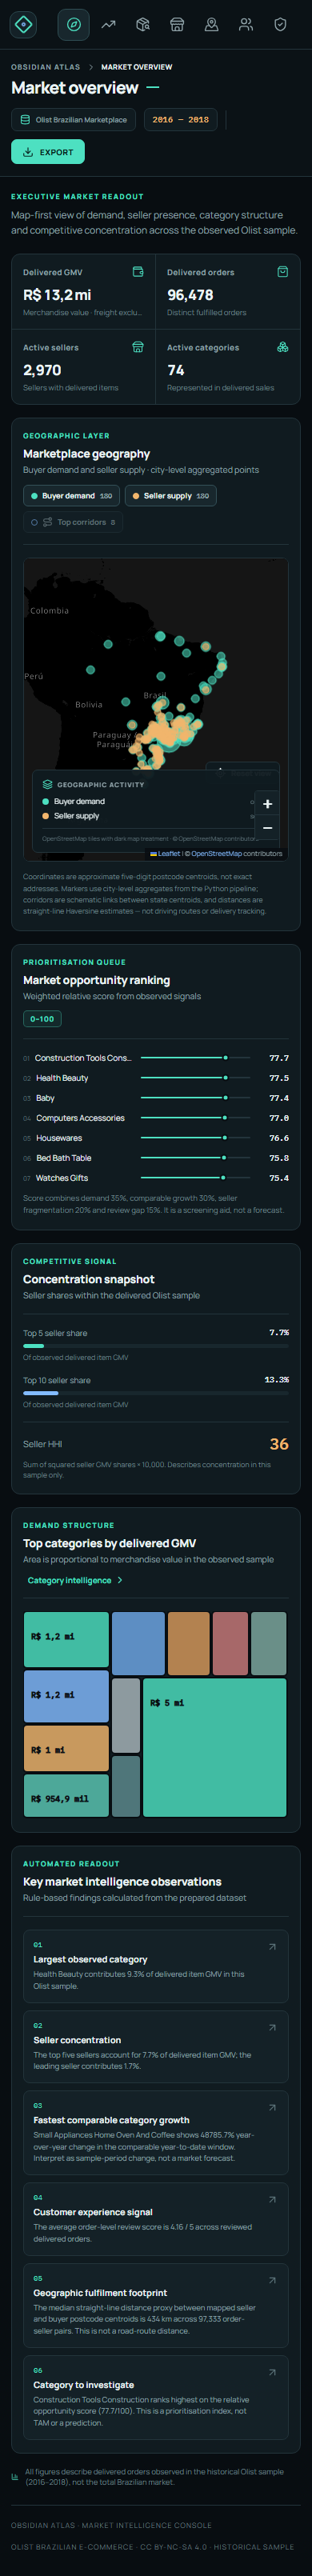 OBSIDIAN ATLAS > MARKET OVERVIEW
Market overview
Olist Brazilian Marketplace
2016 — 2018
EXPORT
EXECUTIVE MARKET READOUT
Map-first view of demand, seller presence, category structure
and competitive concentration across the observed Olist sample.
Delivered GMV
R$ 13,2 mi
Merchandise value · freight exclu...
Delivered orders
96,478
Distinct fulfilled orders
Active sellers
2,970
Sellers with delivered items
Active categories
74
Represented in delivered sales
GEOGRAPHIC LAYER
Marketplace geography
Buyer demand and seller supply · city-level aggregated points
Buyer demand 180
Seller supply 180
Top corridors 8
Colombia
Perú
Brasil
Bolivia
Paraguay
Paraguái
GEOGRAPHIC ACTIVITY
Buyer demand
Seller supply
OpenStreetMap tiles with dark map treatment · © OpenStreetMap contributors
+
−
Leaflet | © OpenStreetMap contributors
Coordinates are approximate five-digit postcode centroids, not exact
addresses. Markers use city-level aggregates from the Python pipeline;
corridors are schematic links between state centroids, and distances are
straight-line Haversine estimates — not driving routes or delivery tracking.
PRIORITISATION QUEUE
Market opportunity ranking
Weighted relative score from observed signals
0–100
01 Construction Tools Cons... 77.7
02 Health Beauty 77.5
03 Baby 77.4
04 Computers Accessories 77.0
05 Housewares 76.6
06 Bed Bath Table 75.8
07 Watches Gifts 75.4
Score combines demand 35%, comparable growth 30%, seller
fragmentation 20% and review gap 15%. It is a screening aid, not a forecast.
COMPETITIVE SIGNAL
Concentration snapshot
Seller shares within the delivered Olist sample
Top 5 seller share 7.7%
Of observed delivered item GMV
Top 10 seller share 13.3%
Of observed delivered item GMV
Seller HHI 36
Sum of squared seller GMV shares × 10,000. Describes concentration in this
sample only.
DEMAND STRUCTURE
Top categories by delivered GMV
Area is proportional to merchandise value in the observed sample
Category intelligence >
R$ 1,2 mi
R$ 1,2 mi
R$ 1 mi
R$ 954,9 mil
R$ 5 mi
AUTOMATED READOUT
Key market intelligence observations
Rule-based findings calculated from the prepared dataset
01
Largest observed category
Health Beauty contributes 9.3% of delivered item GMV in this
Olist sample.
02
Seller concentration
The top five sellers account for 7.7% of delivered item GMV; the
leading seller contributes 1.7%.
03
Fastest comparable category growth
Small Appliances Home Oven And Coffee shows 48785.7% year-
over-year change in the comparable year-to-date window.
Interpret as sample-period change, not a market forecast.
04
Customer experience signal
The average order-level review score is 4.16 / 5 across reviewed
delivered orders.
05
Geographic fulfilment footprint
The median straight-line distance proxy between mapped seller
and buyer postcode centroids is 434 km across 97,333 order-
seller pairs. This is not a road-route distance.
06
Category to investigate
Construction Tools Construction ranks highest on the relative
opportunity score (77.7/100). This is a prioritisation index, not
TAM or a prediction.
All figures describe delivered orders observed in the historical Olist sample
(2016–2018), not the total Brazilian market.
OBSIDIAN ATLAS · MARKET INTELLIGENCE CONSOLE
OLIST BRAZILIAN E-COMMERCE · CC BY-NC-SA 4.0 · HISTORICAL SAMPLE